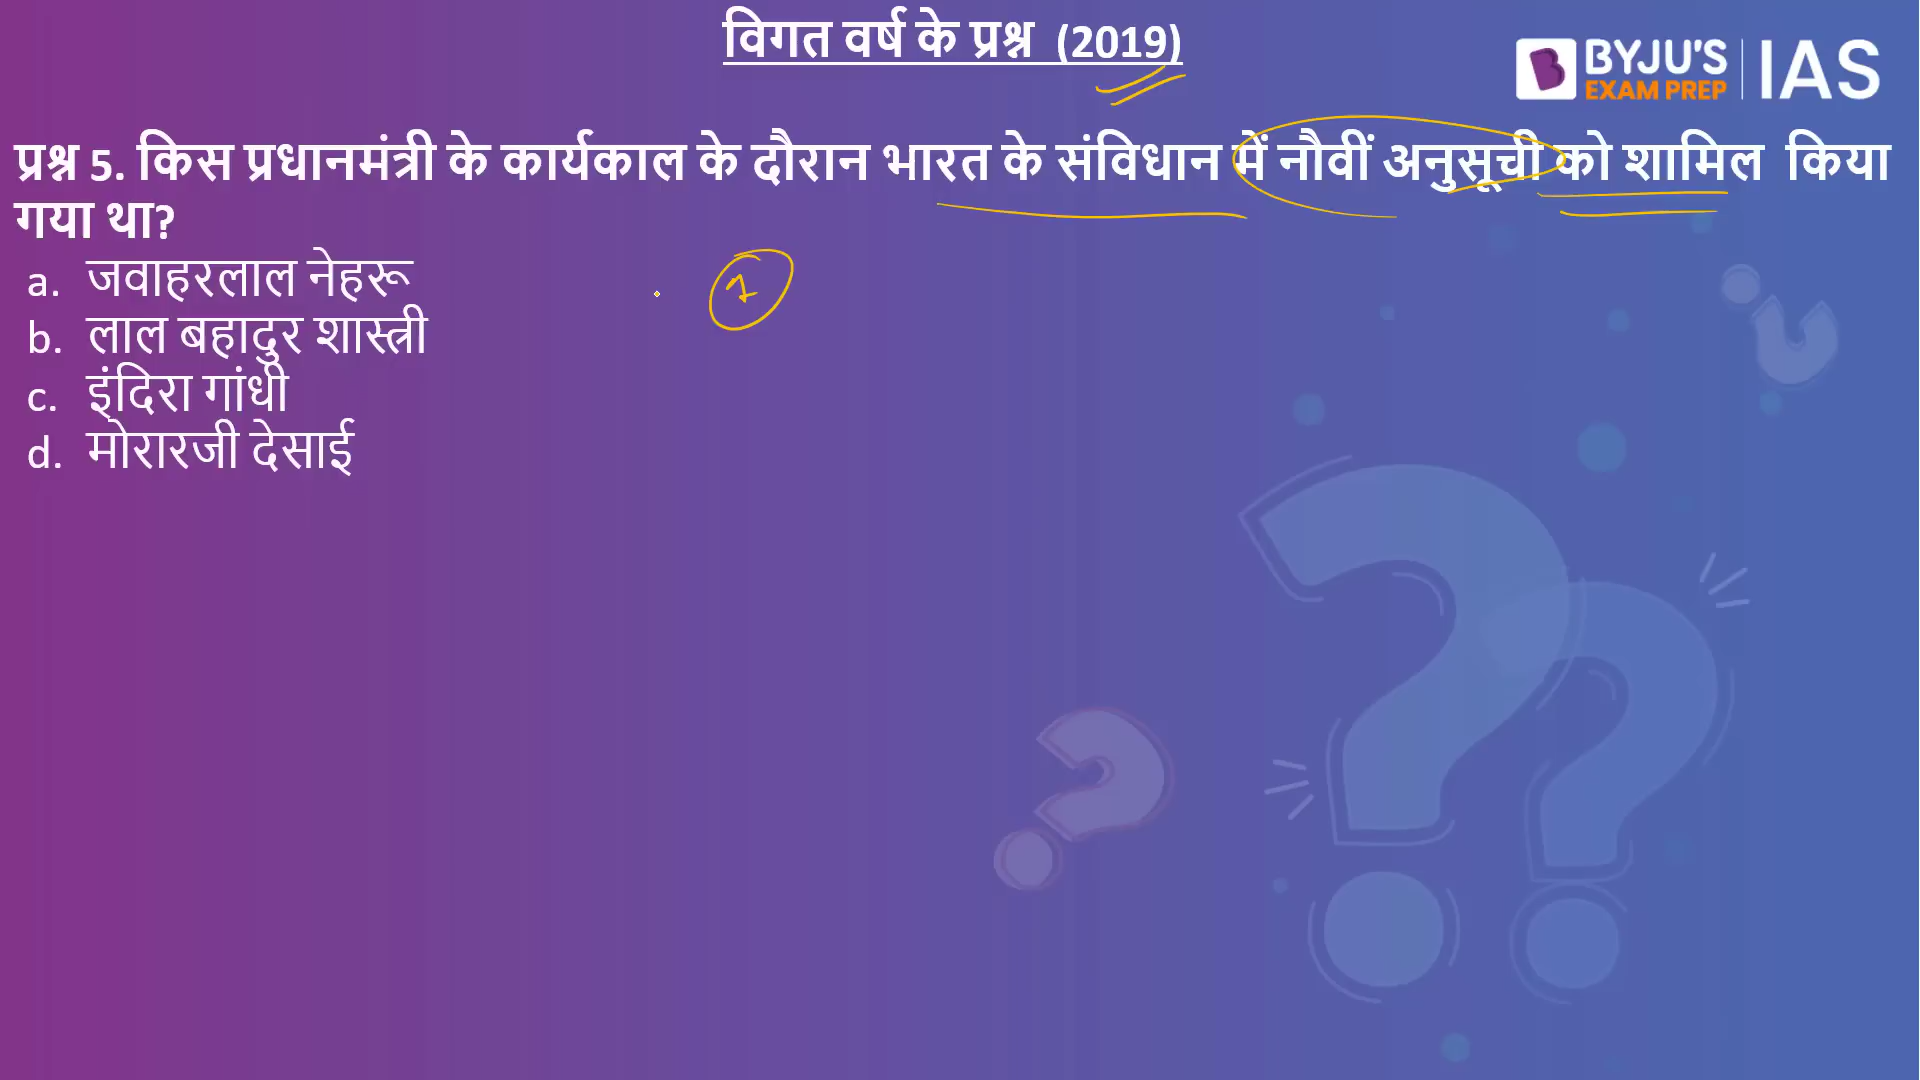 विगत वर्ष के प्रश्न (2019)
BYJU'S
EXAM PREP
IAS
प्रश्न 5. किस प्रधानमंत्री के कार्यकाल के दौरान भारत के संविधान में नौवीं अनुसूची को शामिल किया
गया था?
a. जवाहरलाल नेहरू
1
b. लाल बहादुर शास्त्री
c. इंदिरा गांधी
d. मोरारजी देसाई